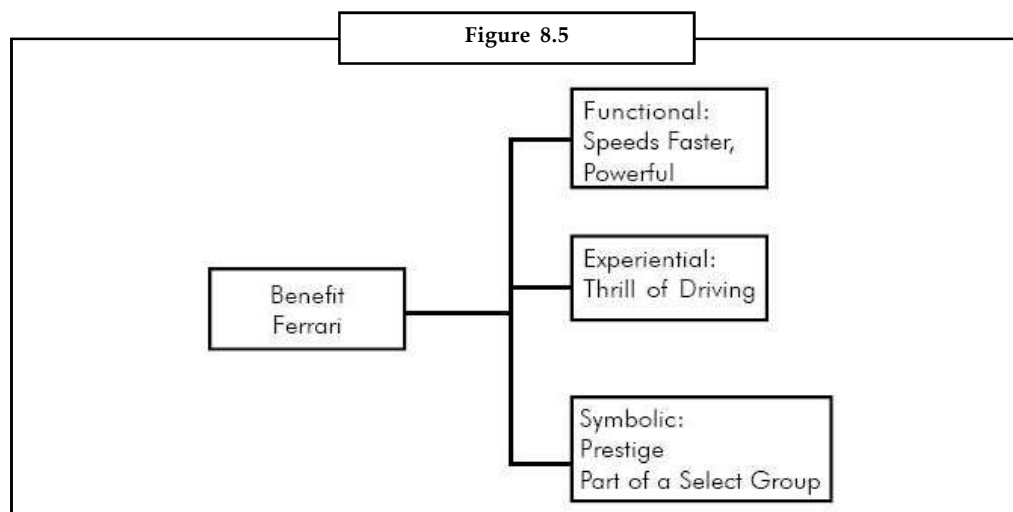 Figure 8.5
Functional:
Speeds Faster,
Powerful
Experiential:
Thrill of Driving
Benefit
Ferrari
Symbolic:
Prestige
Part of a Select Group